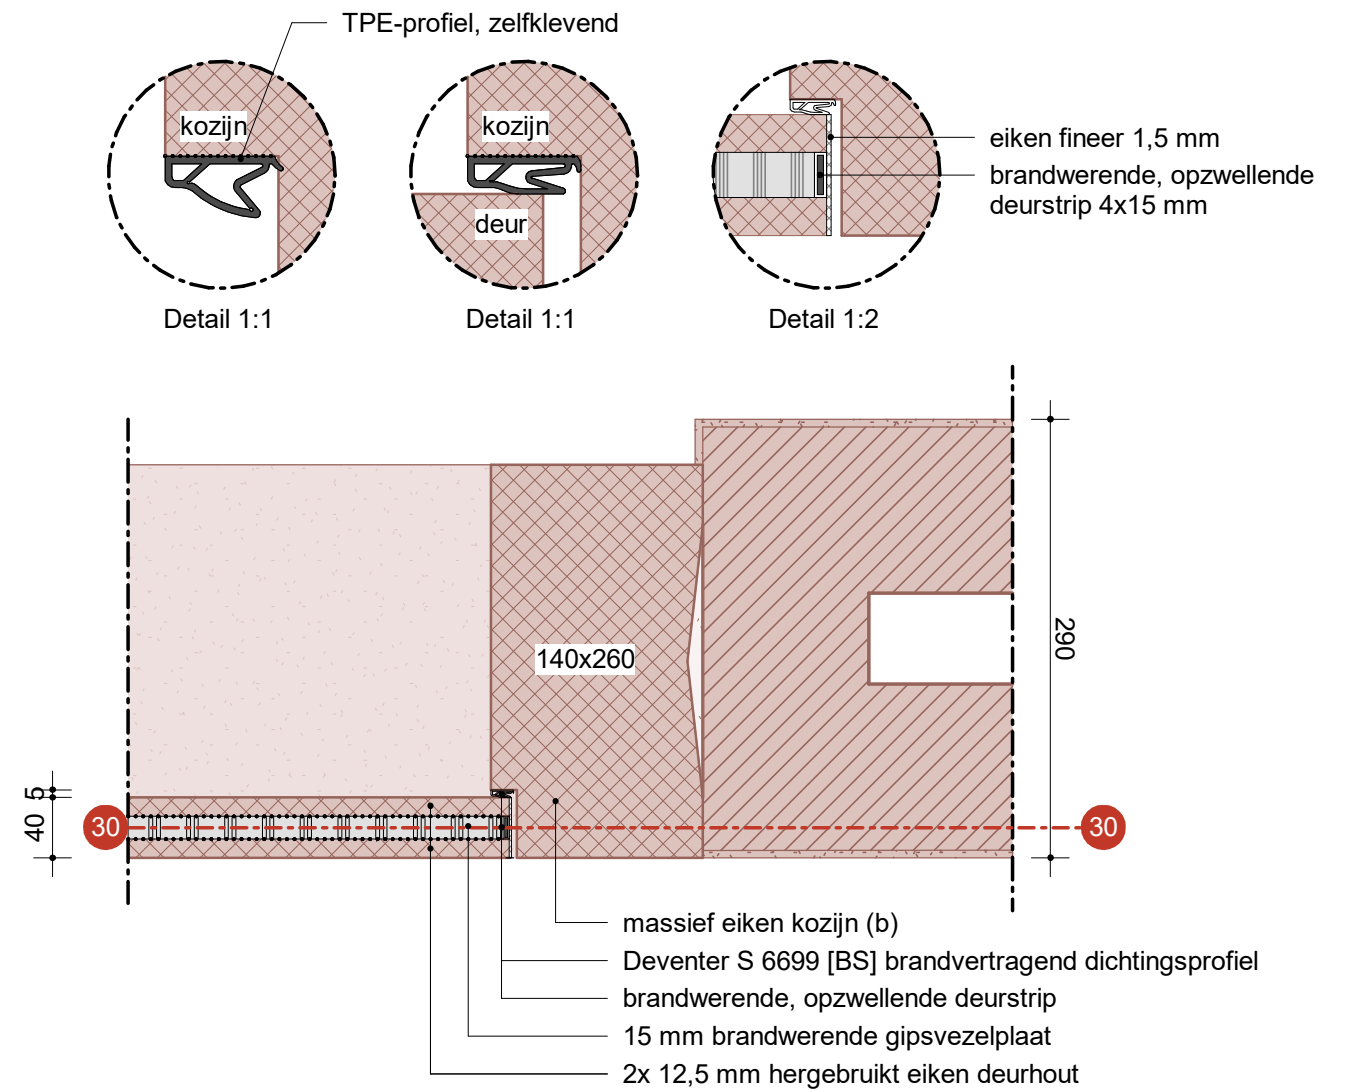 TPE-profiel, zelfklevend
kozijn
kozijn
deur
eiken fineer 1,5 mm
brandwerende, opzwellende
deurstrip 4x15 mm
Detail 1:1
Detail 1:1
Detail 1:2
140x260
290
5
40
30
30
massief eiken kozijn (b)
Deventer S 6699 [BS] brandvertragend dichtingsprofiel
brandwerende, opzwellende deurstrip
15 mm brandwerende gipsvezelplaat
2x 12,5 mm hergebruikt eiken deurhout